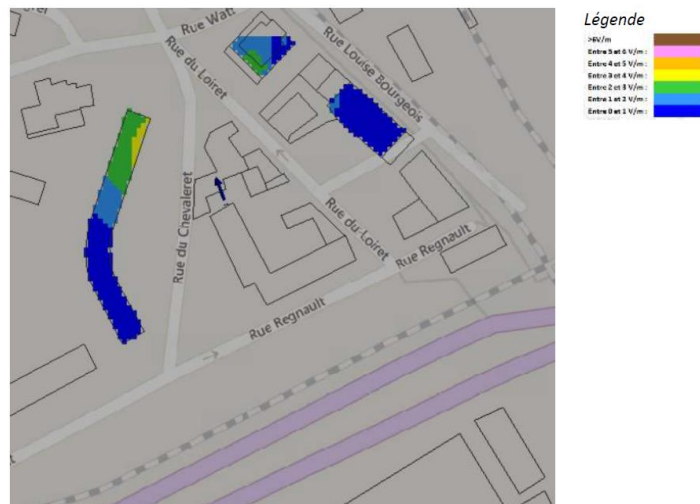 Légende
>6V/m
Entre 5 et 6 V/m :
Entre 4 et 5 V/m :
Entre 3 et 4 V/m :
Entre 2 et 3 V/m :
Entre 1 et 2 V/m :
Entre 0 et 1 V/m :
Rue Watt
Rue du Loiret
Rue Louise Bourgeois
Rue du Chevaleret
Rue du Loiret
Rue Regnault
Rue Regnault